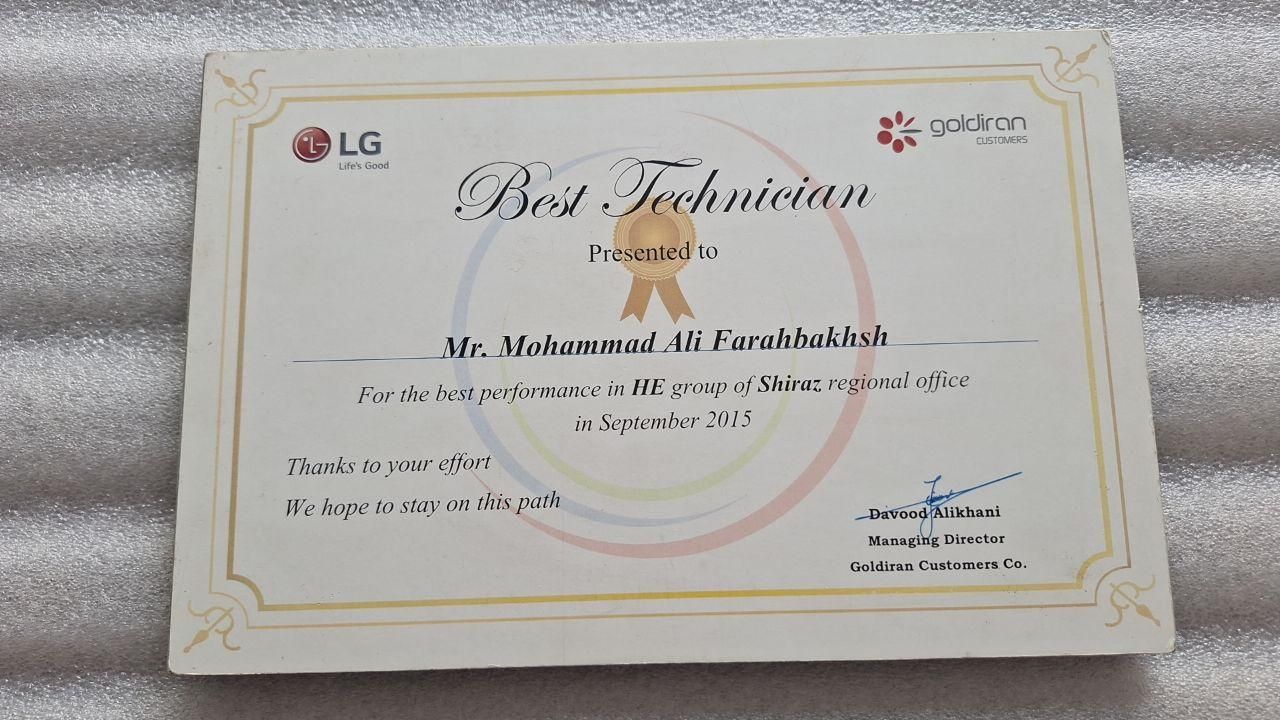 LG
Life's Good
goldiran
CUSTOMERS
Best Technician
Presented to
Mr. Mohammad Ali Farahbakhsh
For the best performance in HE group of Shiraz regional office
in September 2015
Thanks to your effort
We hope to stay on this path
Davood Alikhani
Managing Director
Goldiran Customers Co.